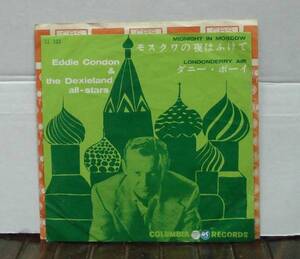 MIDNIGHT IN MOSCOW
モスクワの夜はふけて
Eddie Condon
&
the Dexieland
all-stars
LONDONDERRY AIR
ダニー・ボーイ
COLUMBIA
RECORDS